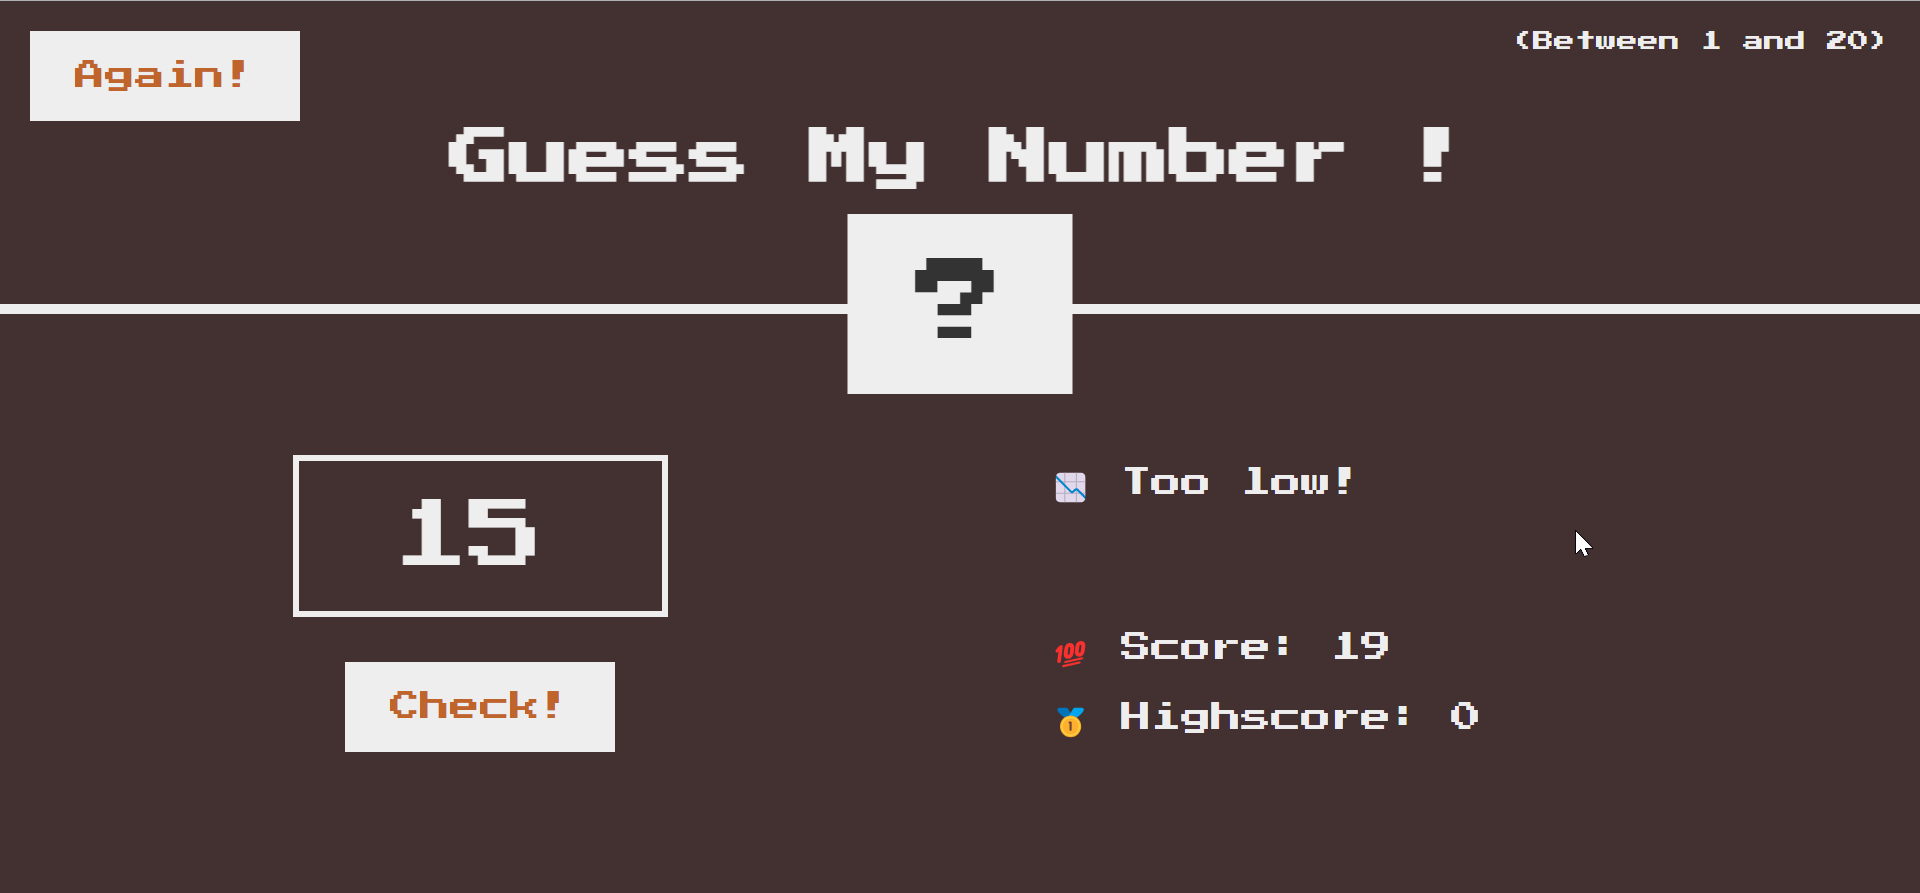 Again!
(Between 1 and 20)
Guess My Number !
?
15
Check!
📉 Too low!
💯 Score: 19
🥇 Highscore: 0